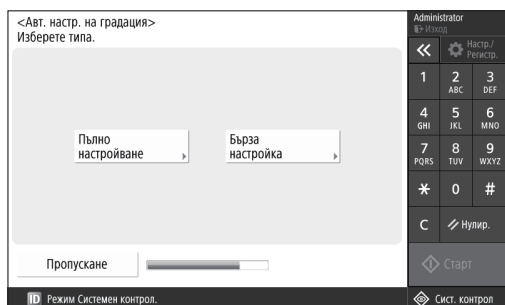 <Авт. настр. на градация>
Изберете типа.
Пълно
настройване
Бърза
настройка
Пропускане
ID Режим Системен контрол.
Administrator
Изход
Настр./
Регистр.
1
2
ABC
3
DEF
4
GHI
5
JKL
6
MNO
7
PQRS
8
TUV
9
WXYZ
*
0
#
C
Нулир.
Старт
Сист. контрол